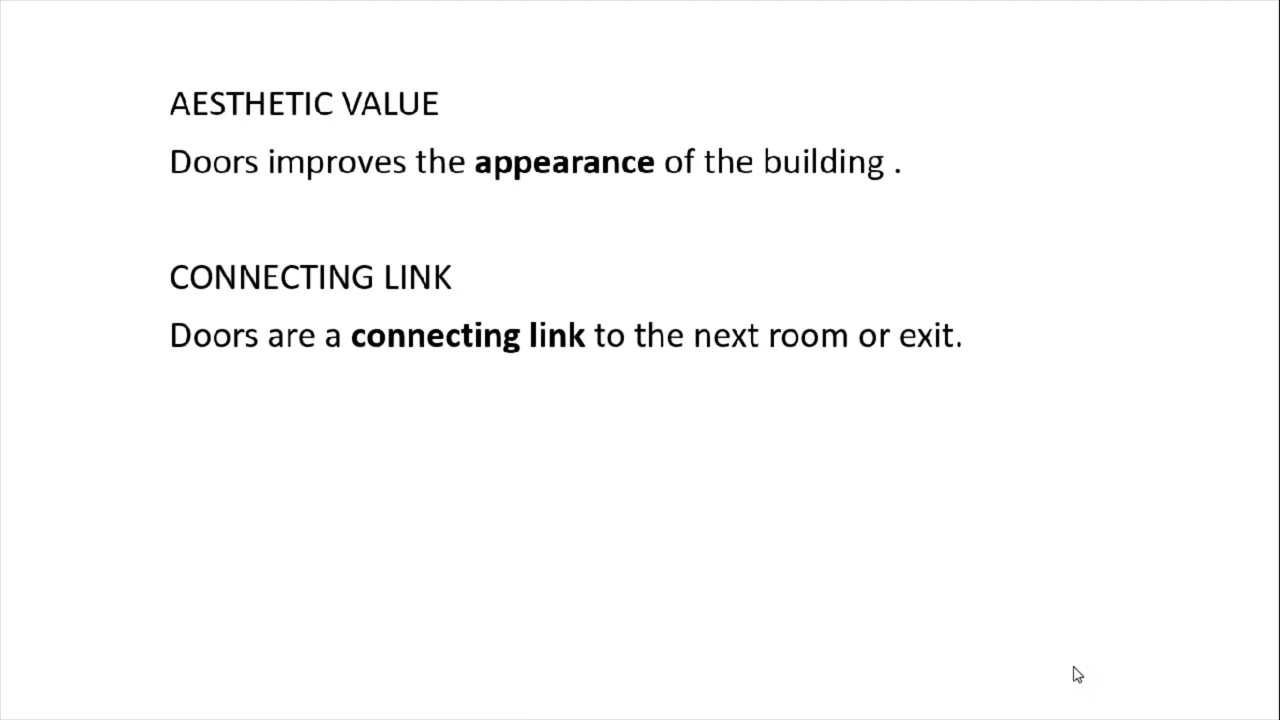 AESTHETIC VALUE
Doors improves the appearance of the building .
CONNECTING LINK
Doors are a connecting link to the next room or exit.